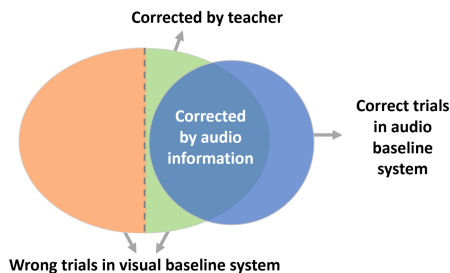 Corrected by teacher
Corrected
by audio
information
Correct trials
in audio
baseline
system
Wrong trials in visual baseline system